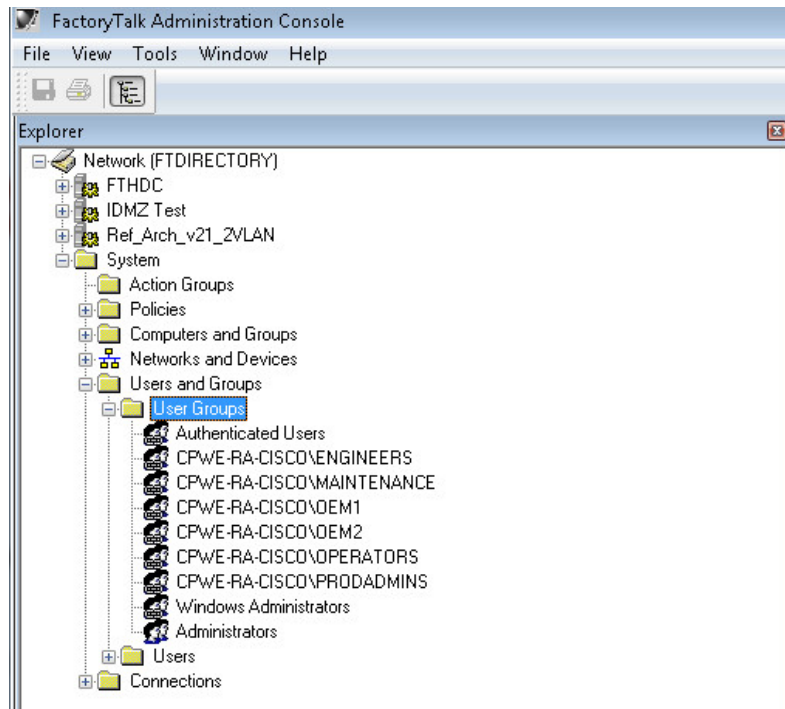 FactoryTalk Administration Console
File View Tools Window Help
Explorer
Network (FTDIRECTORY)
FTHDC
IDMZ Test
Ref_Arch_v21_2VLAN
System
Action Groups
Policies
Computers and Groups
Networks and Devices
Users and Groups
User Groups
Authenticated Users
CPWE-RA-CISCO\ENGINEERS
CPWE-RA-CISCO\MAINTENANCE
CPWE-RA-CISCO\OEM1
CPWE-RA-CISCO\OEM2
CPWE-RA-CISCO\OPERATORS
CPWE-RA-CISCO\PRODADMINS
Windows Administrators
Administrators
Users
Connections